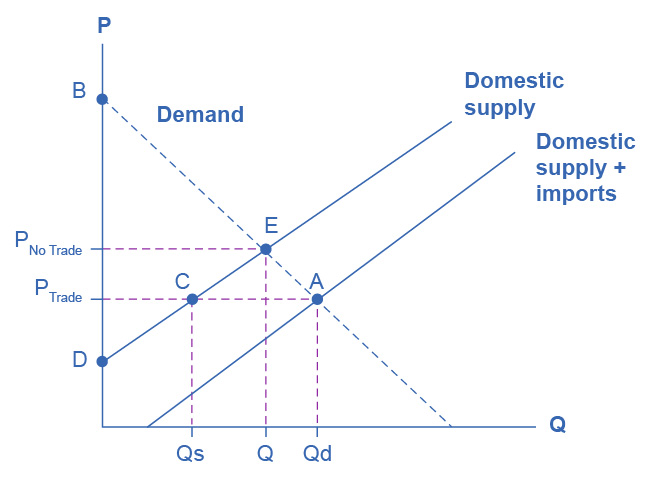 P
B
Demand
Domestic
supply
Domestic
supply +
imports
E
P No Trade
C
A
P Trade
D
Q
Qs
Q
Qd